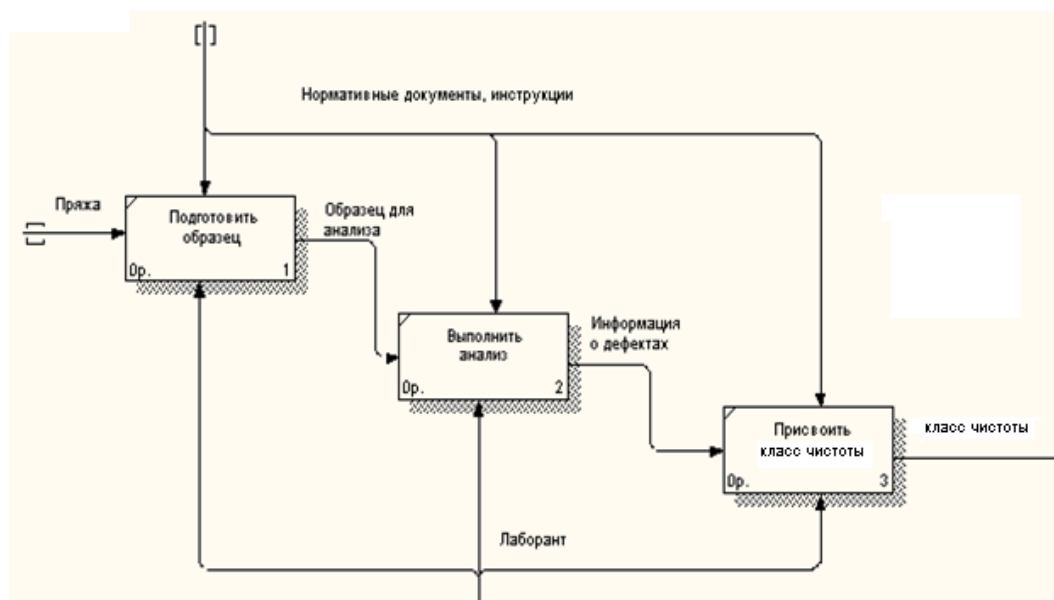 Нормативные документы, инструкции
Пряжа
Подготовить
образец
0р.
1
Образец для
анализа
Выполнить
анализ
0р.
2
Информация
о дефектах
Присвоить
класс чистоты
0р.
3
класс чистоты
Лаборант